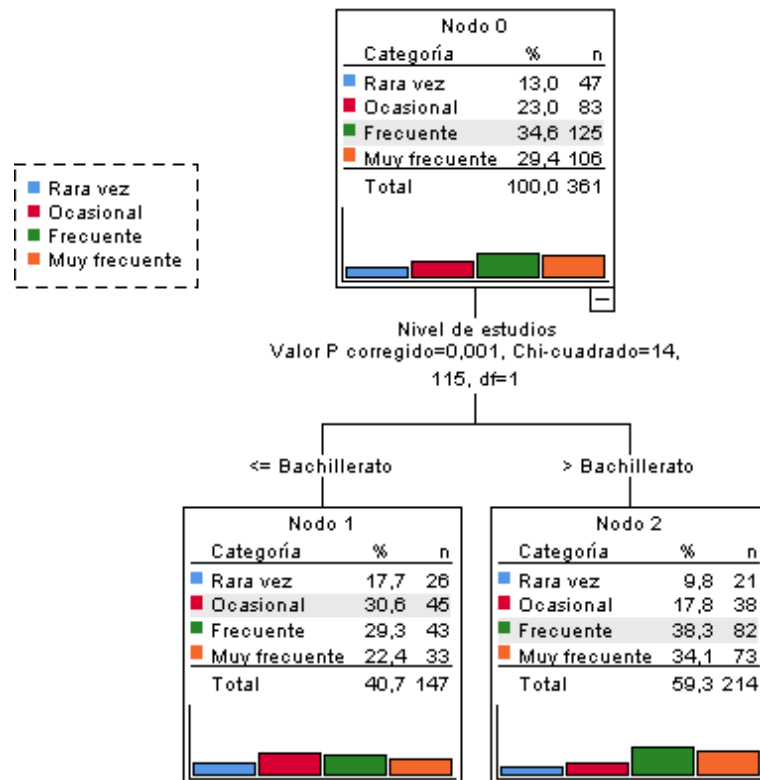 Nodo 0
Categoría % n
Rara vez 13,0 47
Ocasional 23,0 83
Frecuente 34,6 125
Muy frecuente 29,4 106
Total 100,0 361
Rara vez
Ocasional
Frecuente
Muy frecuente
Nivel de estudios
Valor P corregido=0,001, Chi-cuadrado=14,
115, df=1
<= Bachillerato
> Bachillerato
Nodo 1
Categoría % n
Rara vez 17,7 26
Ocasional 30,6 45
Frecuente 29,3 43
Muy frecuente 22,4 33
Total 40,7 147
Nodo 2
Categoría % n
Rara vez 9,8 21
Ocasional 17,8 38
Frecuente 38,3 82
Muy frecuente 34,1 73
Total 59,3 214